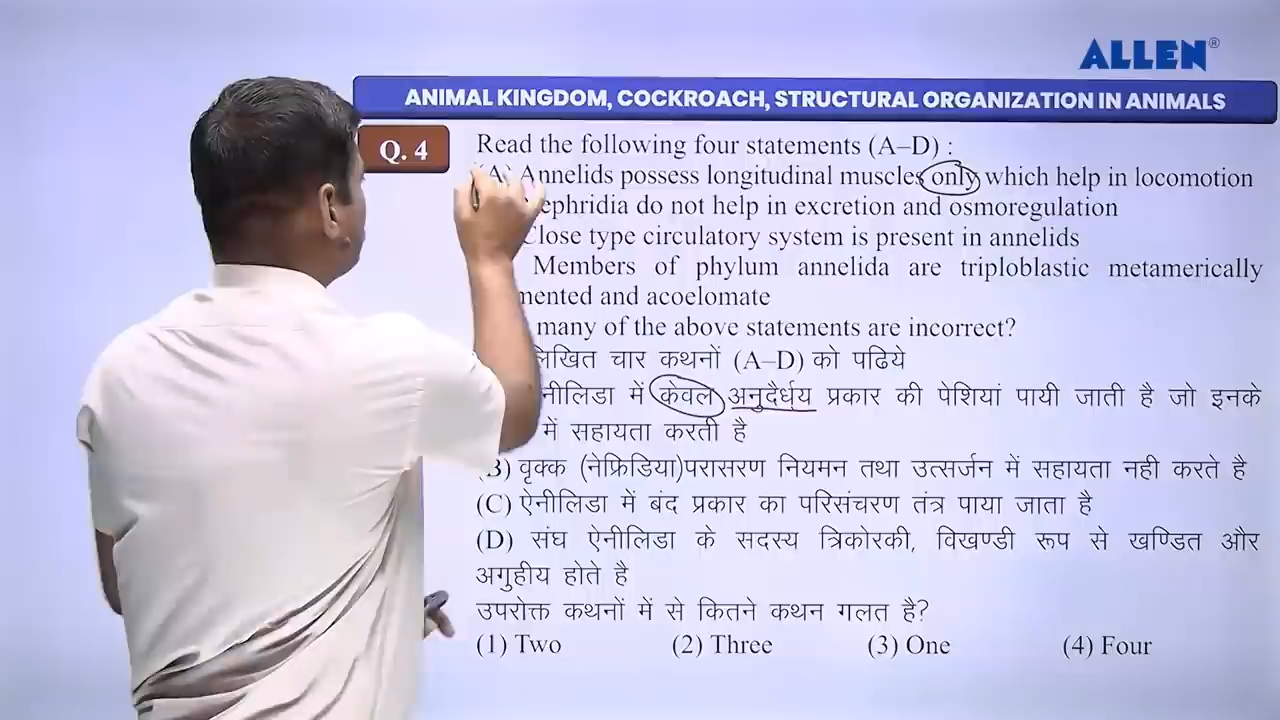 ALLEN®
ANIMAL KINGDOM, COCKROACH, STRUCTURAL ORGANIZATION IN ANIMALS
Q. 4
Read the following four statements (A–D) :
(A) Annelids possess longitudinal muscles only which help in locomotion
do not help in excretion and osmoregulation
Close type circulatory system is present in annelids
Members of phylum annelida are triploblastic metamerically
and acoelomate
many of the above statements are incorrect?
चार कथनों (A–D) को पढिये
में केवल अनुदैर्ध्य प्रकार की पेशियां पायी जाती है जो इनके
में सहायता करती है
B) वृक्क (नेफ्रिडिया)परासरण नियमन तथा उत्सर्जन में सहायता नही करते है
(C) ऐनीलिडा में बंद प्रकार का परिसंचरण तंत्र पाया जाता है
(D) संघ ऐनीलिडा के सदस्य त्रिकोरकी, विखण्डी रूप से खण्डित और
अगुहीय होते है
उपरोक्त कथनों में से कितने कथन गलत है?
(1) Two (2) Three (3) One (4) Four